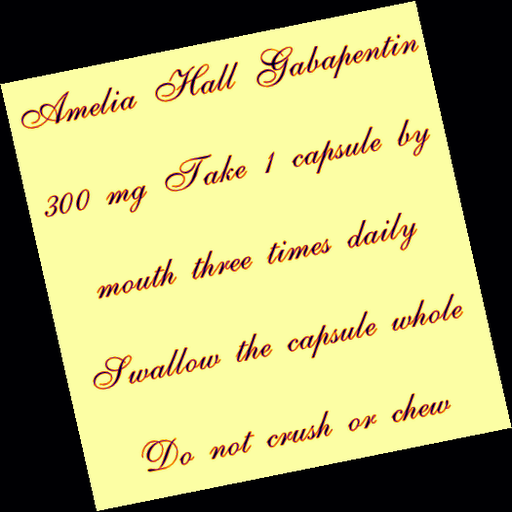 Amelia Hall Gabapentin
300 mg Take 1 capsule by
mouth three times daily
Swallow the capsule whole
Do not crush or chew